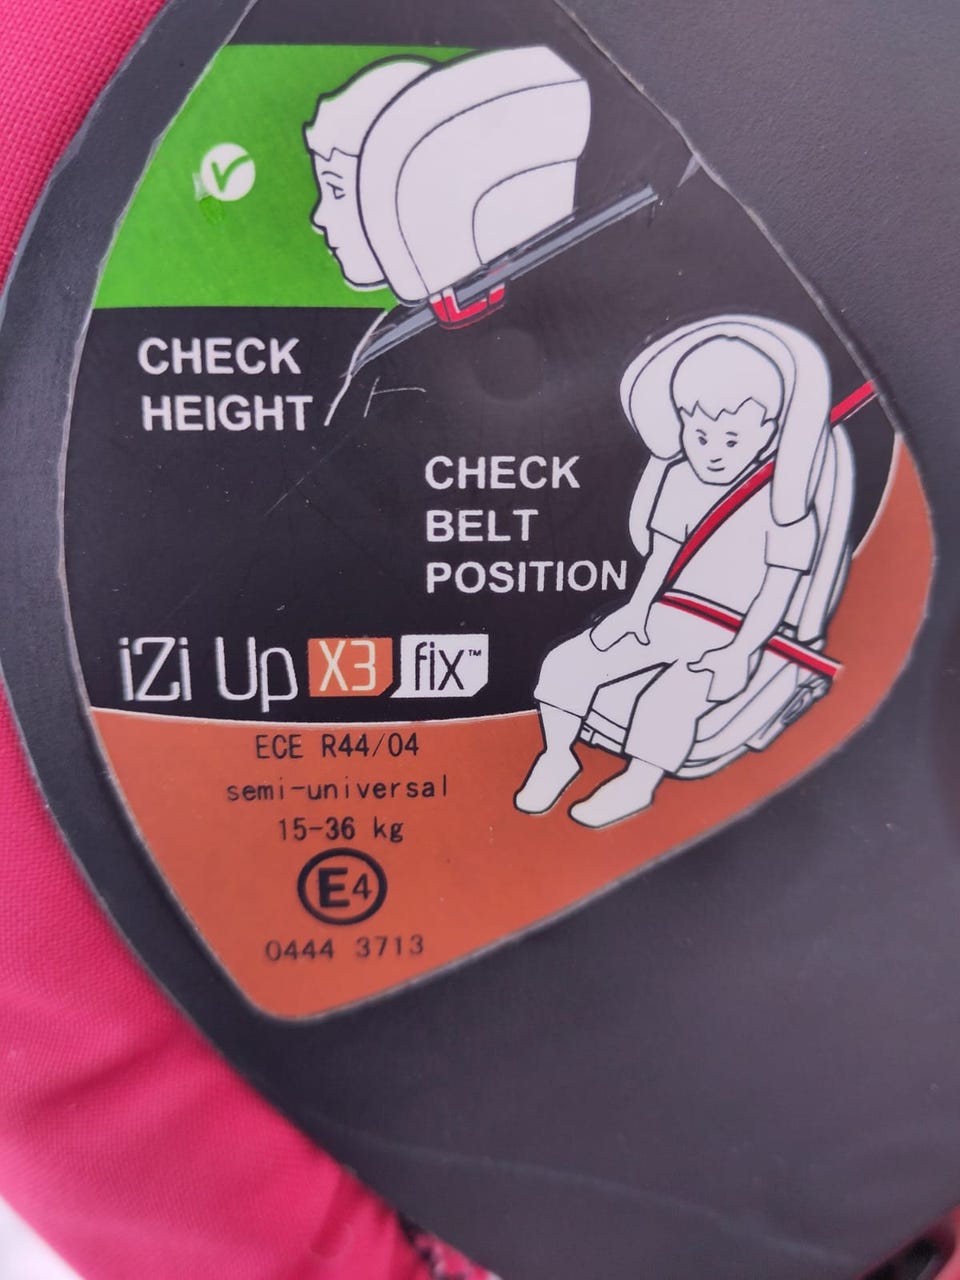 CHECK
HEIGHT
CHECK
BELT
POSITION
iZi Up X3 fix™
ECE R44/04
semi-universal
15-36 kg
E4
0444 3713